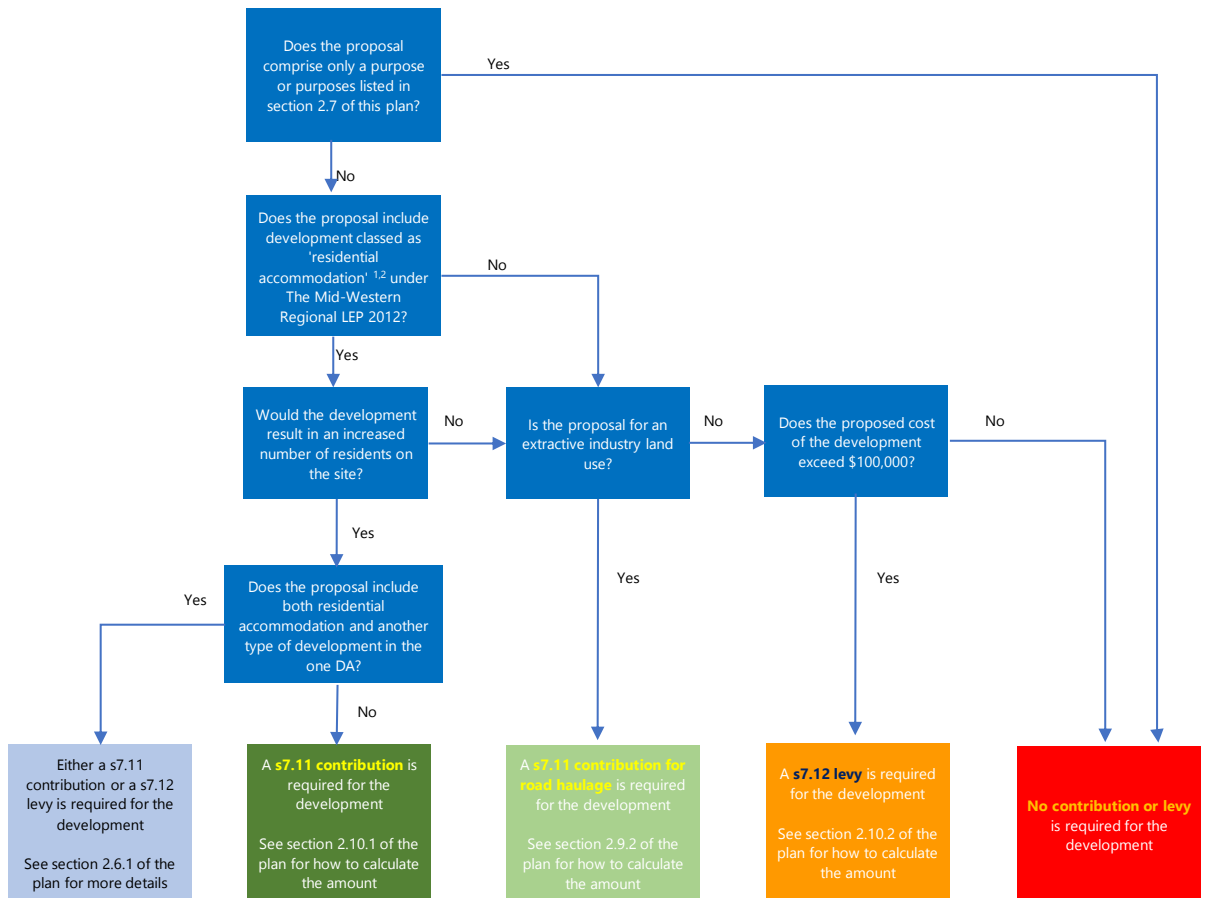 Does the proposal
comprise only a purpose
or purposes listed in
section 2.7 of this plan?
Yes
No
Does the proposal include
development classed as
'residential
accommodation' 1,2 under
The Mid-Western
Regional LEP 2012?
No
Yes
Would the development
result in an increased
number of residents on
the site?
No
Is the proposal for an
extractive industry land
use?
No
Does the proposed cost
of the development
exceed $100,000?
No
Yes
Yes
Yes
Does the proposal include
both residential
accommodation and another
type of development in the
one DA?
Yes
No
Either a s7.11
contribution or a s7.12
levy is required for the
development
See section 2.6.1 of the
plan for more details
A s7.11 contribution is
required for the
development
See section 2.10.1 of the
plan for how to calculate
the amount
A s7.11 contribution for
road haulage is required
for the development
See section 2.9.2 of the
plan for how to calculate
the amount
A s7.12 levy is required
for the development
See section 2.10.2 of the
plan for how to calculate
the amount
No contribution or levy
is required for the
development